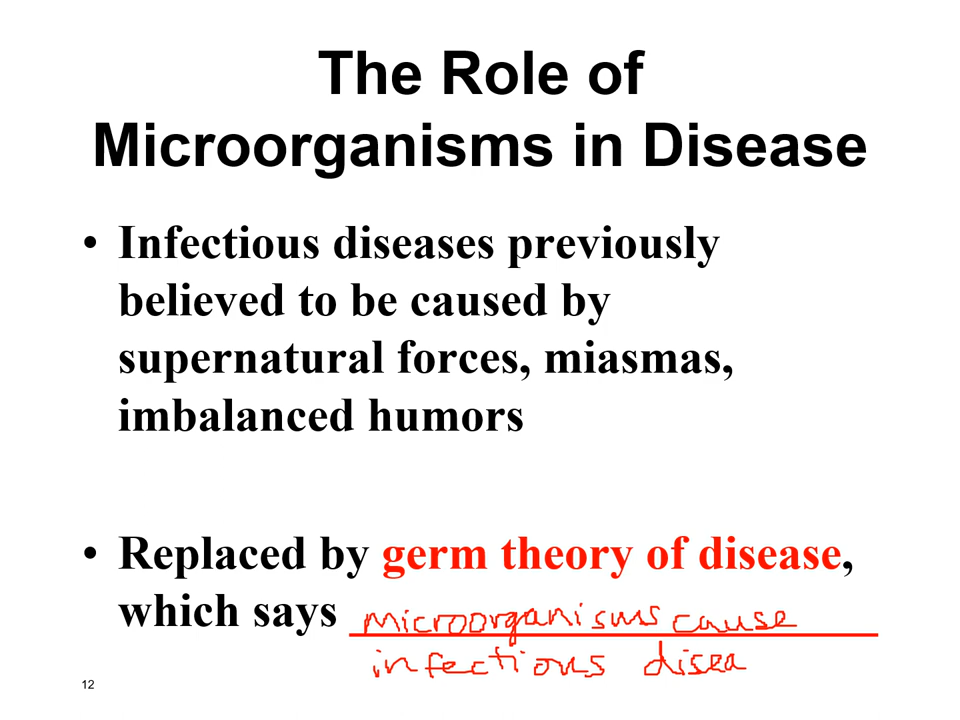 The Role of
Microorganisms in Disease
• Infectious diseases previously
believed to be caused by
supernatural forces, miasmas,
imbalanced humors
• Replaced by germ theory of disease,
which says microorganisms cause
infectious disea
12